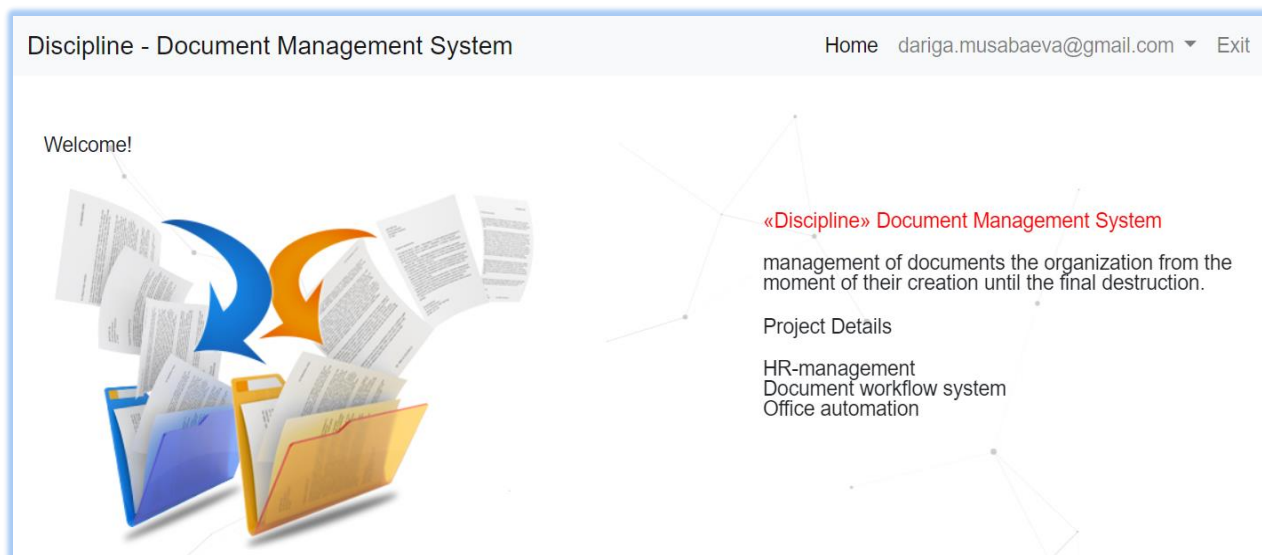 Discipline - Document Management System
Home dariga.musabaeva@gmail.com Exit
Welcome!
«Discipline» Document Management System
management of documents the organization from the
moment of their creation until the final destruction.
Project Details
HR-management
Document workflow system
Office automation